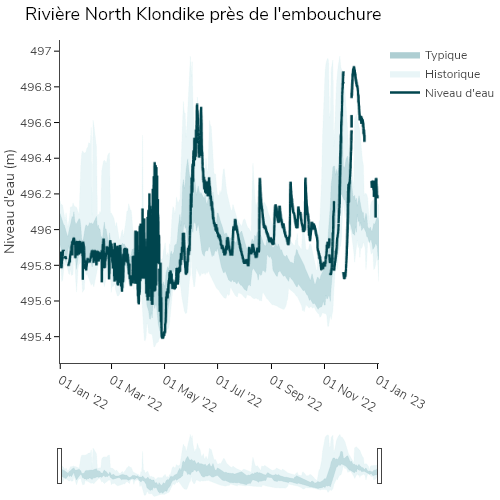 Rivière North Klondike près de l'embouchure
Typique
Historique
Niveau d'eau
Niveau d'eau (m)
497
496.8
496.6
496.4
496.2
496
495.8
495.6
495.4
01 Jan '22
01 Mar '22
01 May '22
01 Jul '22
01 Sep '22
01 Nov '22
01 Jan '23